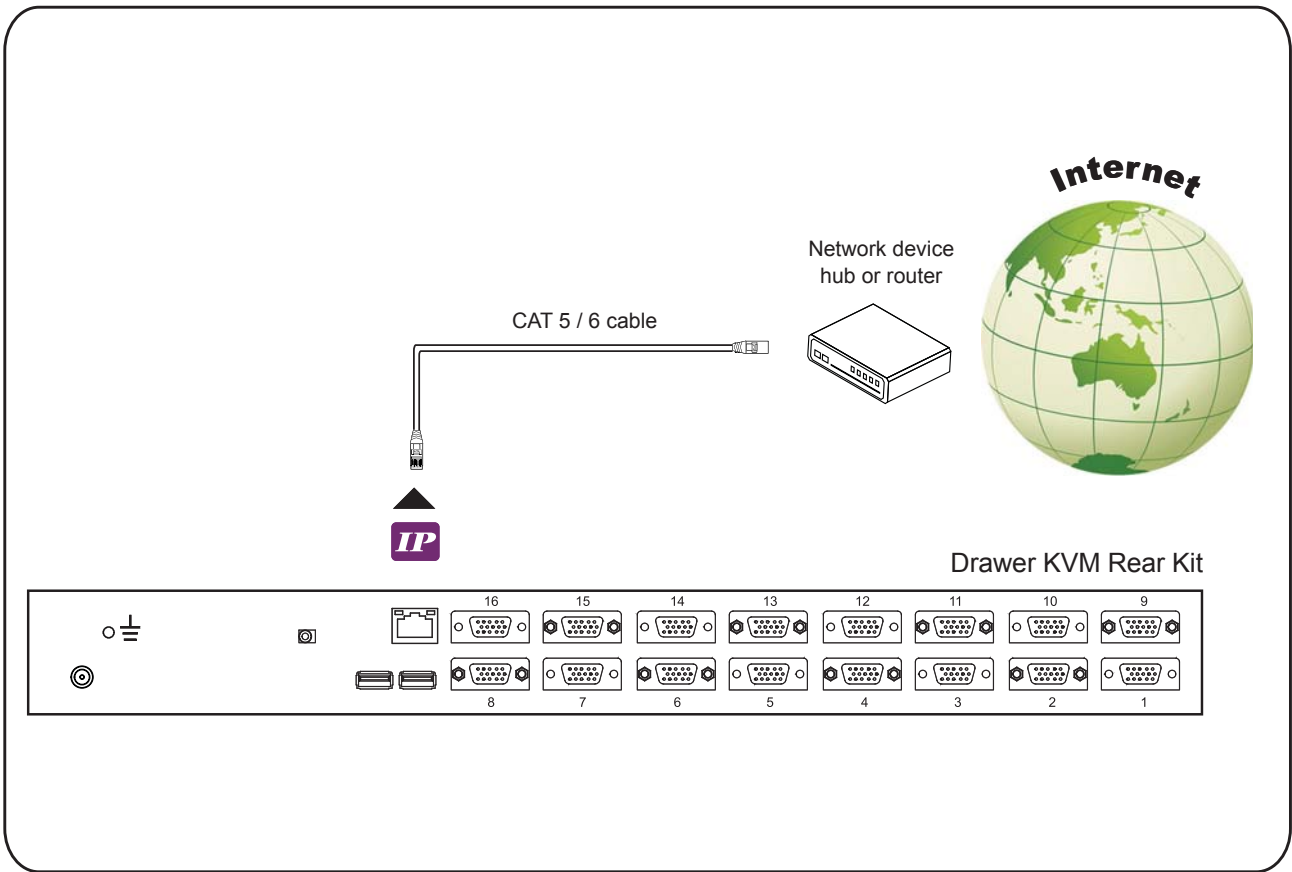 Internet
Network device
hub or router
CAT 5 / 6 cable
IP
Drawer KVM Rear Kit
16 15 14 13 12 11 10 9
8 7 6 5 4 3 2 1